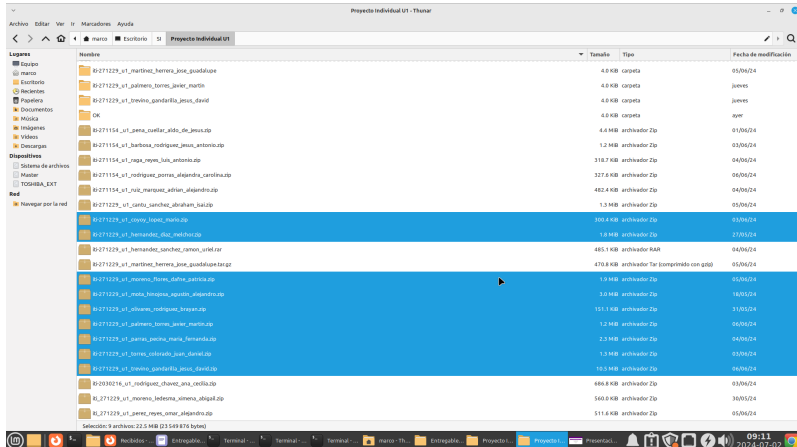 Proyecto Individual U1 - Thunar
Archivo Editar Ver Ir Marcadores Ayuda
marco Escritorio SI Proyecto Individual U1
Lugares
Equipo
marco
Escritorio
Recientes
Papelera
Documentos
Música
Imágenes
Vídeos
Descargas
Dispositivos
Sistema de archivos
Master
TOSHIBA_EXT
Red
Navegar por la red
Nombre Tamaño Tipo Fecha de modificación
iti-271229_u1_martinez_herrera_jose_guadalupe 4.0 KiB carpeta 05/06/24
iti-271229_u1_palmero_torres_javier_martin 4.0 KiB carpeta jueves
iti-271229_u1_trevino_gandarilla_jesus_david 4.0 KiB carpeta jueves
OK 4.0 KiB carpeta ayer
iti-271154_u1_pena_cuellar_aldo_de_jesus.zip 4.4 MiB archivador Zip 01/06/24
iti-271154_u1_barbosa_rodriguez_jesus_antonio.zip 1.2 MiB archivador Zip 03/06/24
iti-271154_u1_raga_reyes_luis_antonio.zip 318.7 KiB archivador Zip 04/06/24
iti-271154_u1_rodriguez_porras_alejandra_carolina.zip 327.6 KiB archivador Zip 06/06/24
iti-271154_u1_ruiz_marquez_adrian_alejandro.zip 482.4 KiB archivador Zip 04/06/24
iti-271229_u1_cantu_sanchez_abraham_isai.zip 1.3 MiB archivador Zip 05/06/24
iti-271229_u1_coyoy_lopez_mario.zip 300.4 KiB archivador Zip 03/06/24
iti-271229_u1_hernandez_diaz_melchor.zip 1.8 MiB archivador Zip 27/05/24
iti-271229_u1_hernandez_sanchez_ramon_uriel.rar 485.1 KiB archivador RAR 04/06/24
iti-271229_u1_martinez_herrera_jose_guadalupe.tar.gz 470.8 KiB archivador Tar (comprimido con gzip) 05/06/24
iti-271229_u1_moreno_flores_dafne_patricia.zip 1.9 MiB archivador Zip 05/06/24
iti-271229_u1_mota_hinojosa_agustin_alejandro.zip 3.0 MiB archivador Zip 18/05/24
iti-271229_u1_olivares_rodriguez_brayan.zip 151.1 KiB archivador Zip 31/05/24
iti-271229_u1_palmero_torres_javier_martin.zip 1.2 MiB archivador Zip 06/06/24
iti-271229_u1_parras_pecina_maria_fernanda.zip 2.3 MiB archivador Zip 04/06/24
iti-271229_u1_torres_colorado_juan_daniel.zip 1.3 MiB archivador Zip 03/06/24
iti-271229_u1_trevino_gandarilla_jesus_david.zip 10.5 MiB archivador Zip 06/06/24
iti-2030216_u1_rodriguez_chavez_ana_cecilia.zip 686.8 KiB archivador Zip 03/06/24
iti_271229_u1_moreno_ledesma_ximena_abigail.zip 560.0 KiB archivador Zip 30/05/24
iti_271229_u1_perez_reyes_omar_alejandro.zip 511.6 KiB archivador Zip 05/06/24
Selección: 9 archivos: 22.5 MiB (23 549 876 bytes)
Recibidos - ... Entregable... Terminal - ... Terminal - ... Terminal - ... marco - Th... Entregable... Proyecto I... Proyecto I... Presentaci... 09:11
2024-07-02